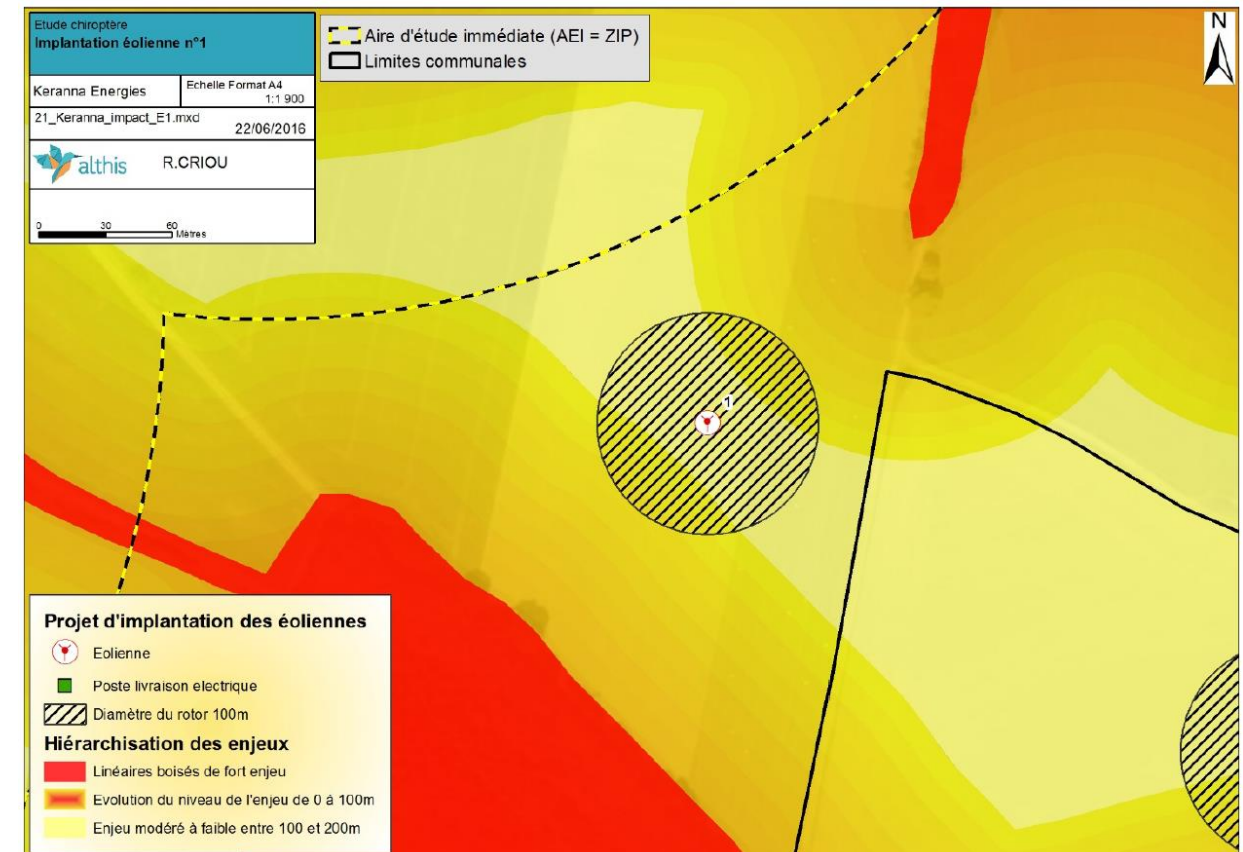 Etude chiroptère
Implantation éolienne n°1
Keranna Energies
Echelle Format A4
1:1 900
21_Keranna_impact_E1.mxd
22/06/2016
althis
R.CRIOU
0 30 60
Mètres
Aire d'étude immédiate (AEI = ZIP)
Limites communales
N
1
Projet d'implantation des éoliennes
Eolienne
Poste livraison electrique
Diamètre du rotor 100m
Hiérarchisation des enjeux
Linéaires boisés de fort enjeu
Evolution du niveau de l'enjeu de 0 à 100m
Enjeu modéré à faible entre 100 et 200m